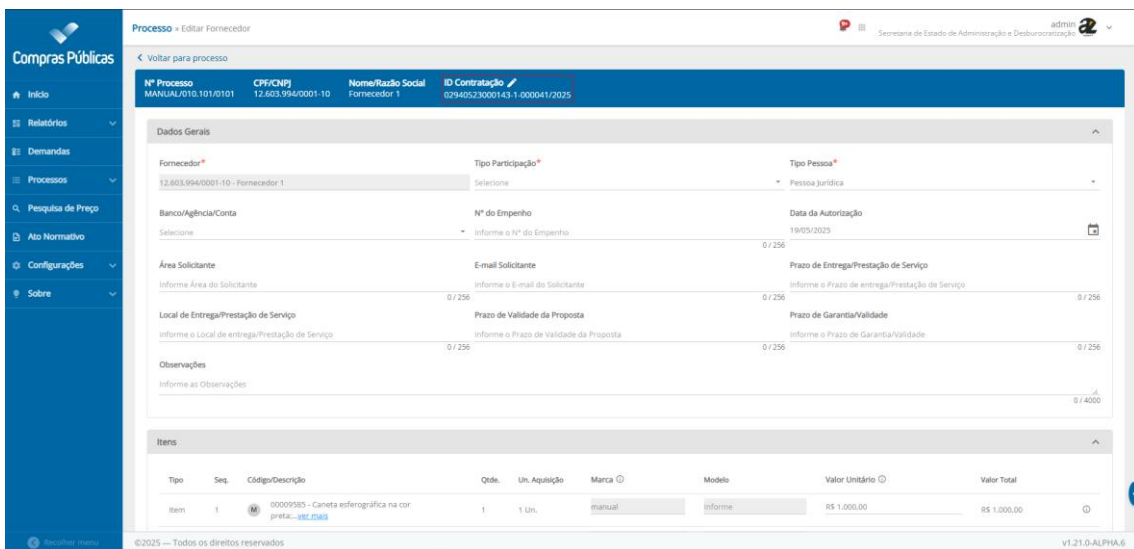 Compras Públicas
Início
Relatórios
Demandas
Processos
Pesquisa de Preço
Ato Normativo
Configurações
Sobre
Recolher menu
Processo » Editar Fornecedor
admin
Secretaria de Estado de Administração e Desburocratização
Voltar para processo
Nº Processo CPF/CNPJ Nome/Razão Social ID Contratação
MANUAL/010.101/0101 12.603.994/0001-10 Fornecedor 1 02940523000143-1-000041/2025
Dados Gerais
Fornecedor* Tipo Participação* Tipo Pessoa*
12.603.994/0001-10 - Fornecedor 1 Selecione Pessoa Jurídica
Banco/Agência/Conta Nº do Empenho Data da Autorização
Selecione Informe o Nº do Empenho 19/05/2025
0 / 256
Área Solicitante E-mail Solicitante Prazo de Entrega/Prestação de Serviço
Informe Área do Solicitante Informe o E-mail do Solicitante Informe o Prazo de entrega/Prestação de Serviço
0 / 256 0 / 256 0 / 256
Local de Entrega/Prestação de Serviço Prazo de Validade da Proposta Prazo de Garantia/Validade
Informe o Local de entrega/Prestação de Serviço Informe o Prazo de Validade da Proposta Informe o Prazo de Garantia/Validade
0 / 256 0 / 256 0 / 256
Observações
Informe as Observações
0 / 4000
Itens
Tipo Seq. Código/Descrição Qtde. Un. Aquisição Marca Modelo Valor Unitário Valor Total
Item 1 M 00009585 - Caneta esferográfica na cor 1 1 Un. manual Informe R$ 1.000,00 R$ 1.000,00
preta;...ver mais
©2025 — Todos os direitos reservados v1.21.0-ALPHA.6